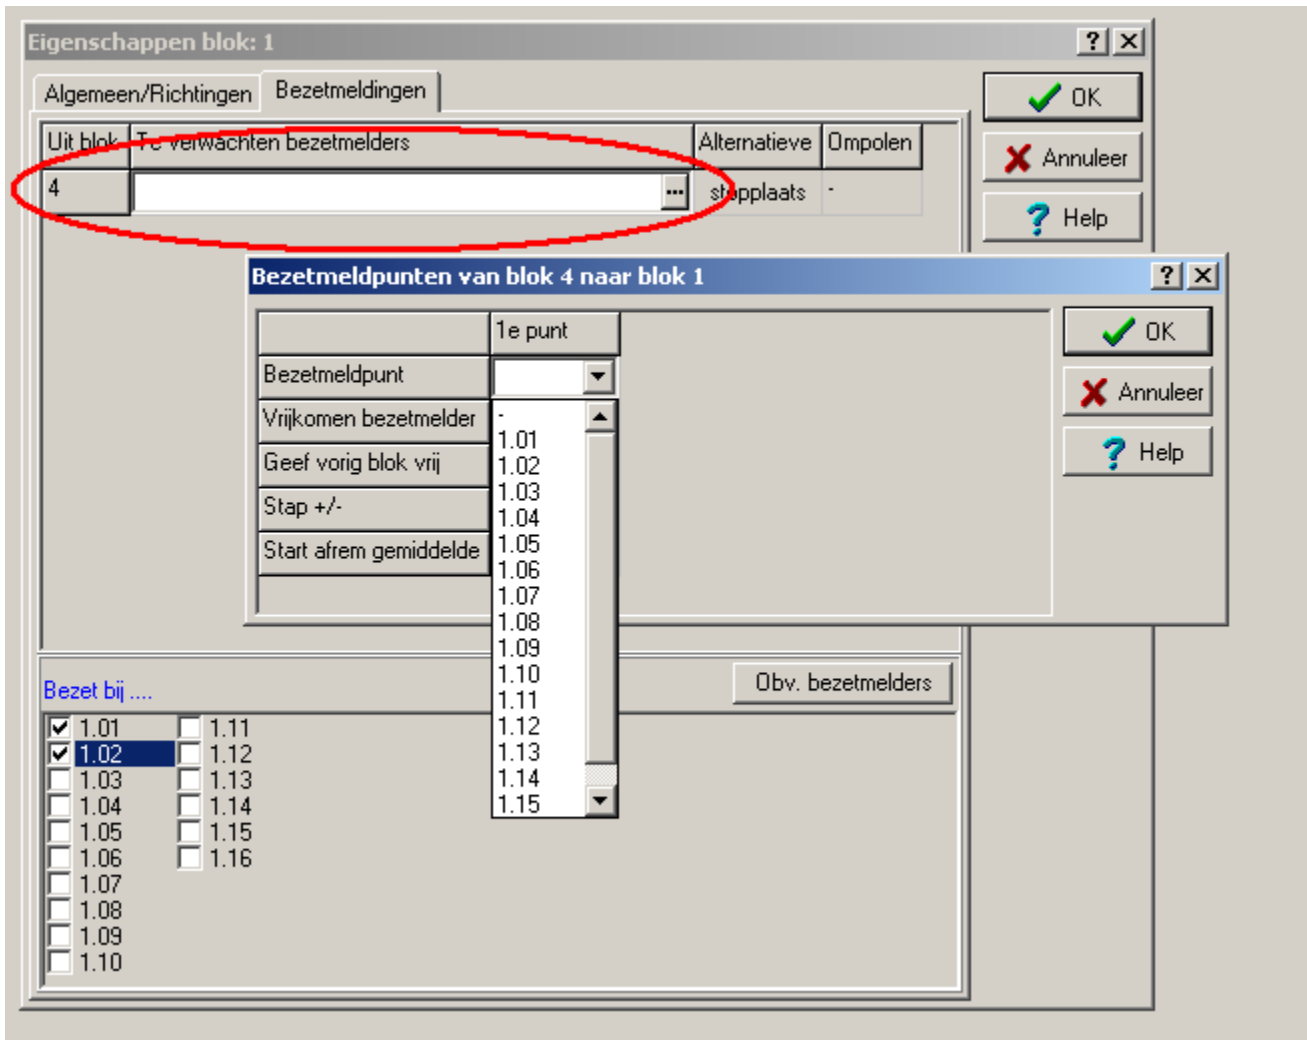 Eigenschappen blok: 1
Algemeen/Richtingen Bezetmeldingen
OK
Annuleer
Help
Uit blok Te verwachten bezetmelders Alternatieve Ompolen
4 ... stopplaats -
Bezetmeldpunten van blok 4 naar blok 1
1e punt
Bezetmeldpunt
Vrijkomen bezetmelder
Geef vorig blok vrij
Stap +/-
Start afrem gemiddelde
-
1.01
1.02
1.03
1.04
1.05
1.06
1.07
1.08
1.09
1.10
1.11
1.12
1.13
1.14
1.15
OK
Annuleer
Help
Bezet bij ....
Obv. bezetmelders
1.01 1.11
1.02 1.12
1.03 1.13
1.04 1.14
1.05 1.15
1.06 1.16
1.07
1.08
1.09
1.10